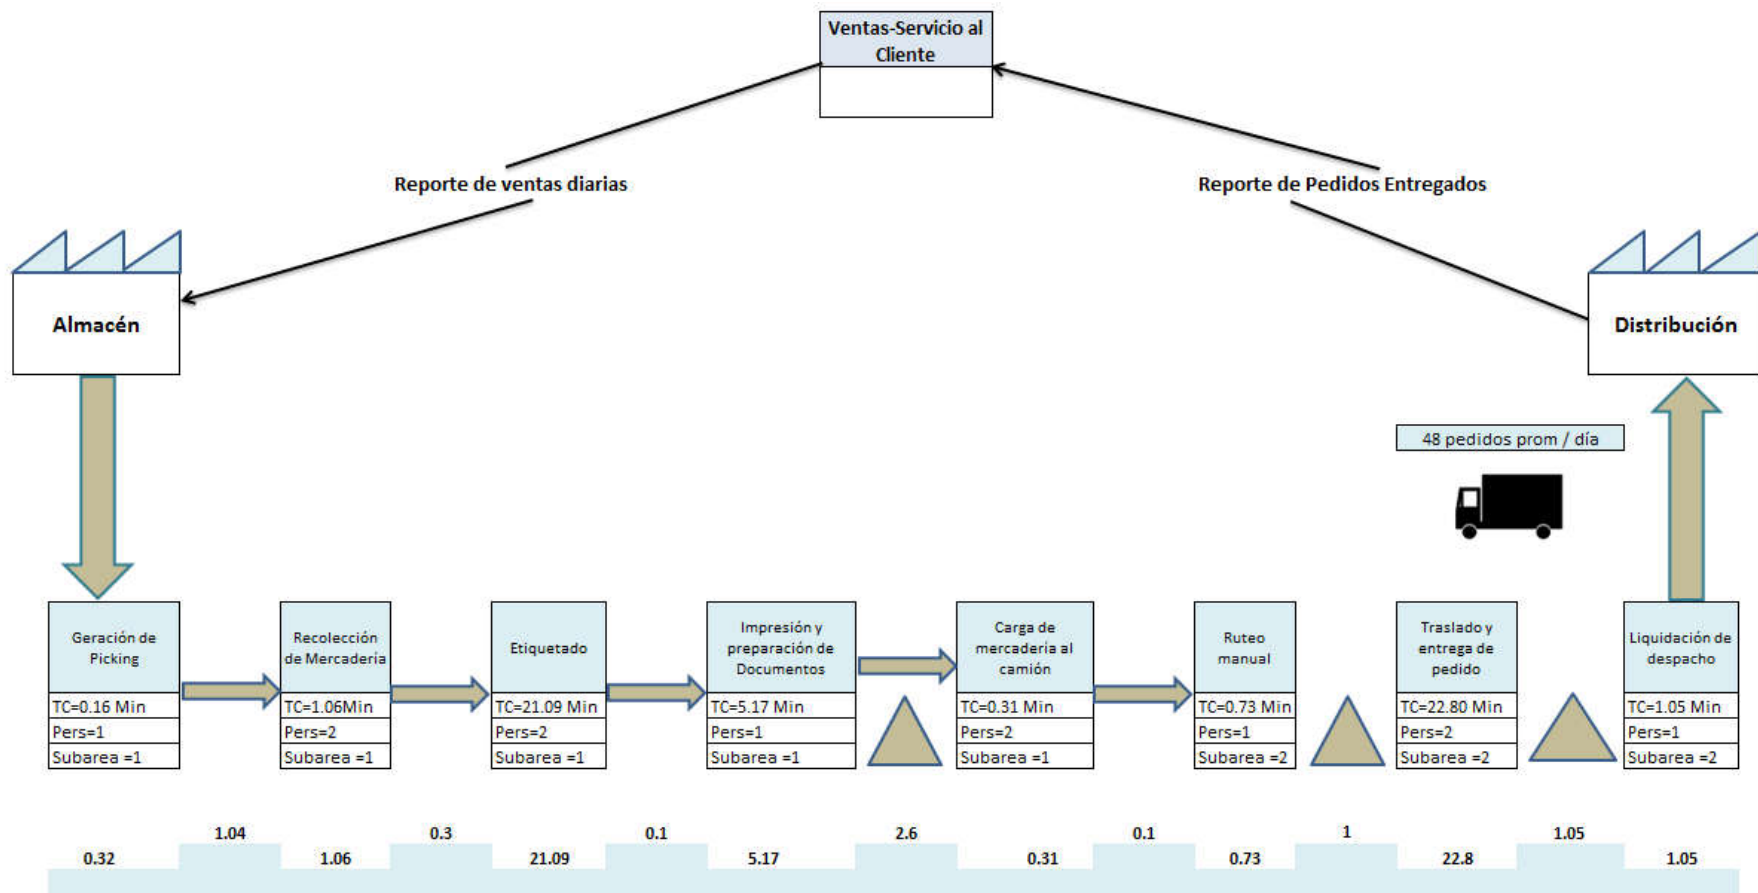 Ventas-Servicio al
Cliente
Reporte de ventas diarias
Reporte de Pedidos Entregados
Almacén
Distribución
48 pedidos prom / día
Geración de
Picking
TC=0.16 Min
Pers=1
Subarea =1
Recolección
de Mercadería
TC=1.06Min
Pers=2
Subarea =1
Etiquetado
TC=21.09 Min
Pers=2
Subarea =1
Impresión y
preparación de
Documentos
TC=5.17 Min
Pers=1
Subarea =1
Carga de
mercadería al
camión
TC=0.31 Min
Pers=2
Subarea =1
Ruteo
manual
TC=0.73 Min
Pers=1
Subarea =2
Traslado y
entrega de
pedido
TC=22.80 Min
Pers=2
Subarea =2
Liquidación de
despacho
TC=1.05 Min
Pers=1
Subarea =2
1.04 0.3 0.1 2.6 0.1 1 1.05
0.32 1.06 21.09 5.17 0.31 0.73 22.8 1.05